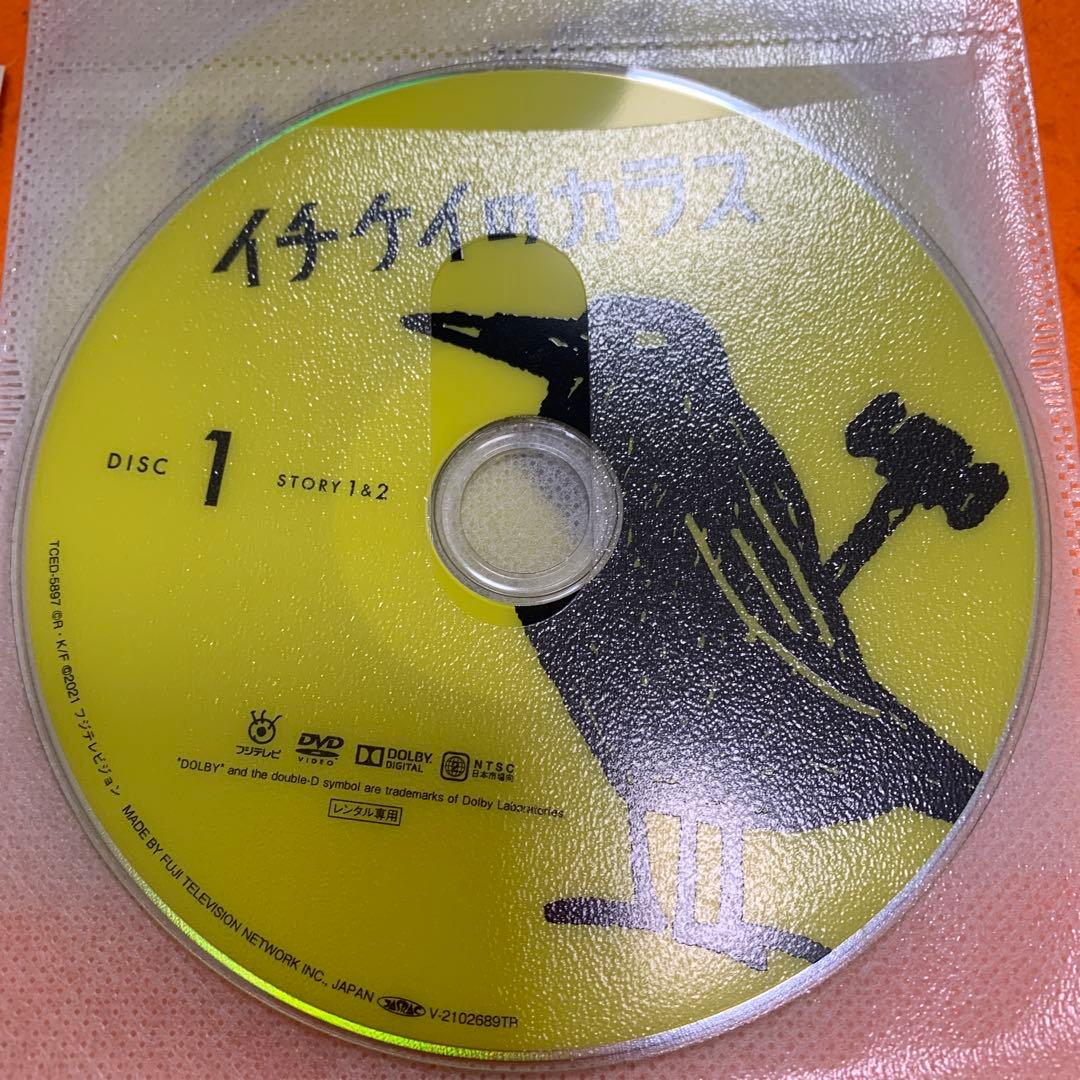 イチケイのカラス
DISC 1 STORY 1 & 2
フジテレビ
DVD
VIDEO
DOLBY
DIGITAL
2
NTSC
日本市場向
"DOLBY" and the double-D symbol are trademarks of Dolby Laboratories
レンタル専用
TCED-5897 ©R・K/F ©2021 フジテレビジョン MADE BY FUJI TELEVISION NETWORK INC., JAPAN JASRAC V-2102689TR